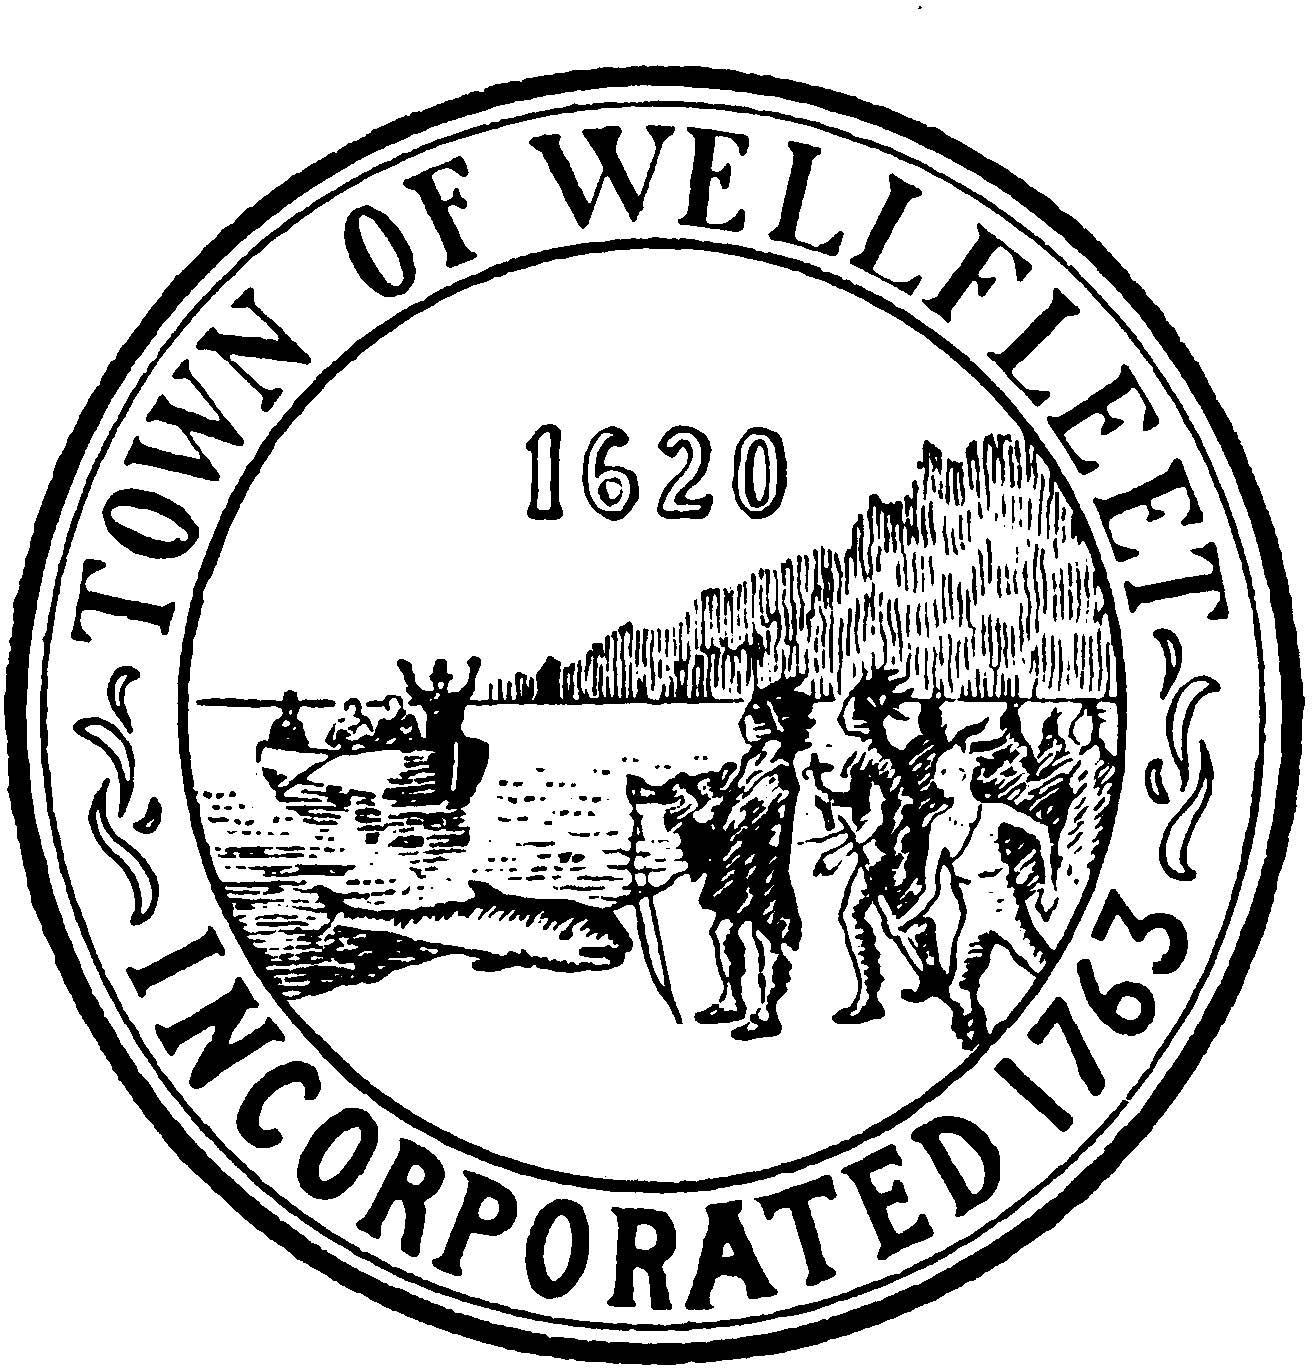 TOWN OF WELLFLEET
1620
INCORPORATED 1763